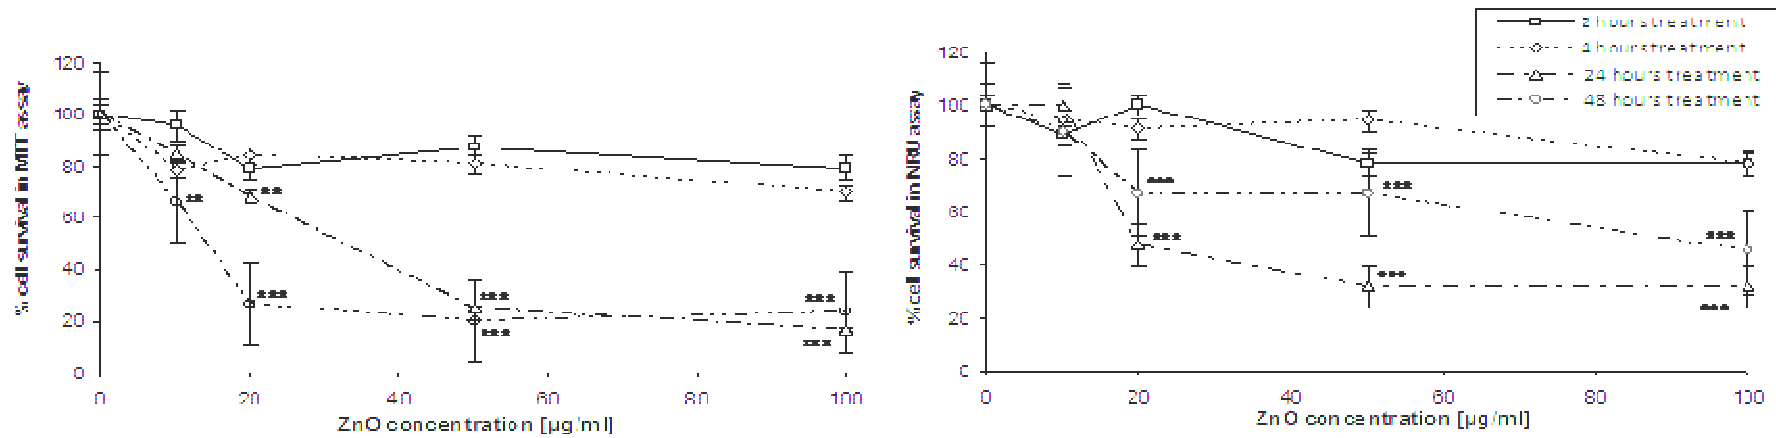 2 hours treatment
4 hours treatment
24 hours treatment
48 hours treatment
% cell survival in MTT assay
120
100
80
60
40
20
0
** ** *** *** *** *** ***
0 20 40 60 80 100
ZnO concentration [µg/ml]
% cell survival in NRU assay
120
100
80
60
40
20
0
*** *** *** *** *** ***
0 20 40 60 80 100
ZnO concentration [µg/ml]